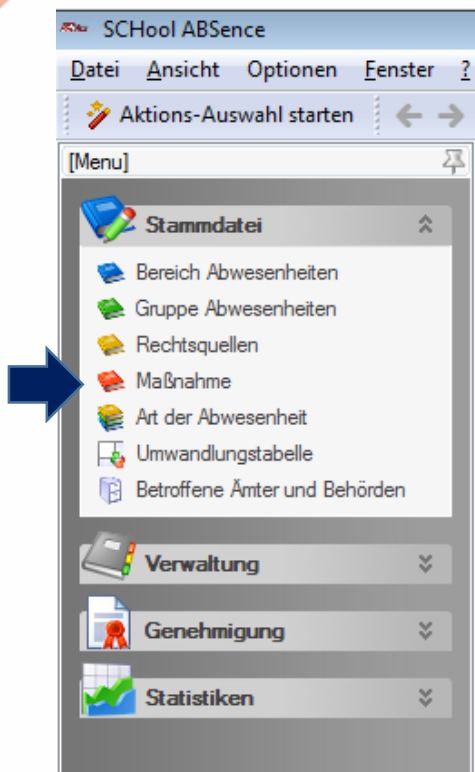 SCHool ABSence
Datei Ansicht Optionen Fenster ?
Aktions-Auswahl starten
[Menu]
Stammdatei
Bereich Abwesenheiten
Gruppe Abwesenheiten
Rechtsquellen
Maßnahme
Art der Abwesenheit
Umwandlungstabelle
Betroffene Ämter und Behörden
Verwaltung
Genehmigung
Statistiken